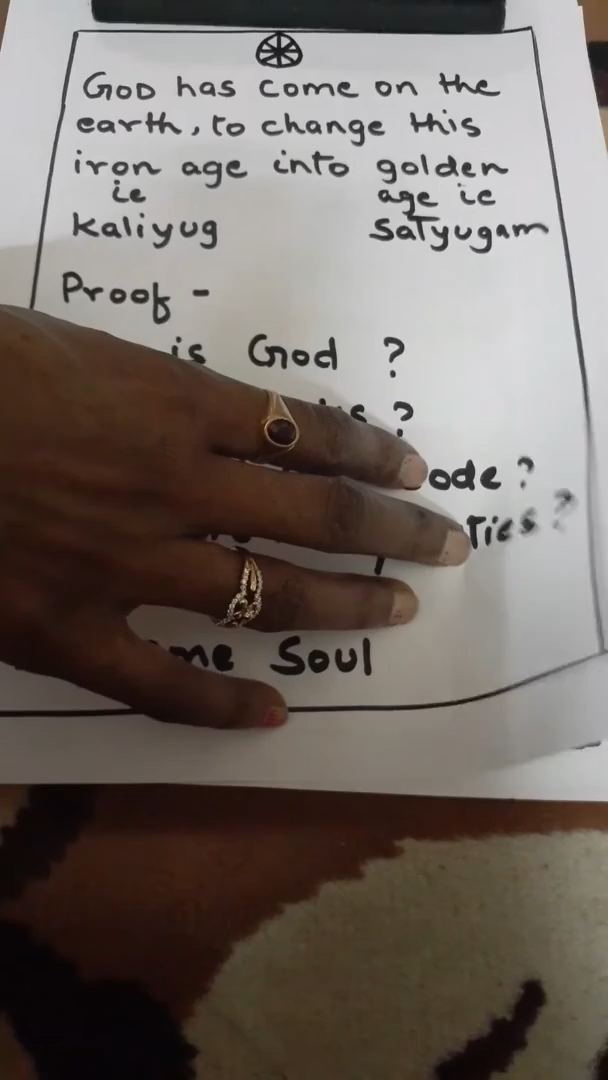 GOD has come on the
earth, to change this
iron age into golden
ie age ie
Kaliyug Satyugam
Proof -
is God ?
?
ode ?
ties ?
me Soul